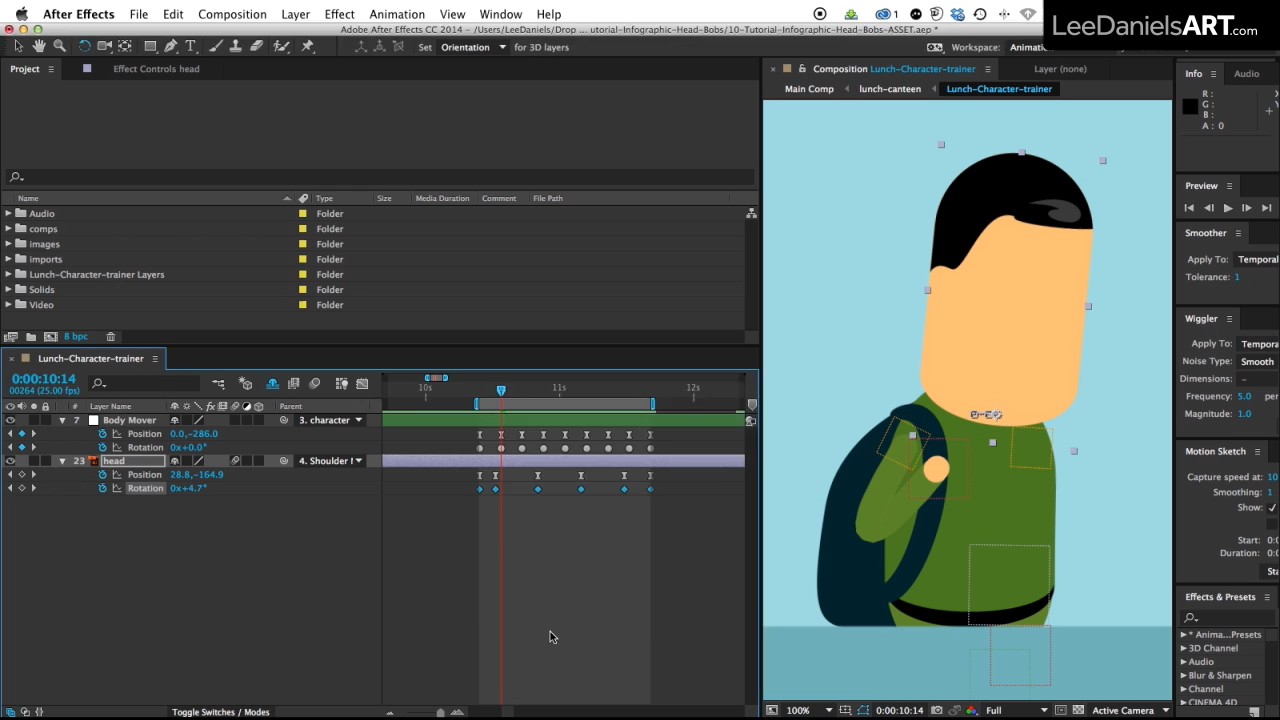 After Effects File Edit Composition Layer Effect Animation View Window Help
LeeDanielsART.com
Adobe After Effects CC 2014 - /Users/LeeDaniels/Drop ... utorial-Infographic-Head-Bobs/10-Tutorial-Infographic-Head-Bobs-ASSET.aep *
Set Orientation for 3D layers Workspace: Animati
Project Effect Controls head
Composition Lunch-Character-trainer Layer (none)
Info Audio
Main Comp lunch-canteen Lunch-Character-trainer
R :
G :
B :
A : 0
Name Type Size Media Duration Comment File Path
Audio Folder
comps Folder
images Folder
imports Folder
Lunch-Character-trainer Layers Folder
Solids Folder
Video Folder
8 bpc
Preview
Smoother
Apply To: Temporal
Tolerance: 1
Wiggler
Apply To: Tempora
Noise Type: Smooth
Dimensions: -
Frequency: 5.0 per
Magnitude: 1.0
Motion Sketch
Capture speed at: 10
Smoothing: 1
Show:
Start: 0:0
Duration: 0:0
Sta
Effects & Presets
* Anima...Presets
3D Channel
Audio
Blur & Sharpen
Channel
CINEMA 4D
Lunch-Character-trainer
0:00:10:14
00264 (25.00 fps)
10s 11s 12s
# Layer Name Parent
7 Body Mover 3. character
Position 0.0,-286.0
Rotation 0x+0.0°
23 head 4. Shoulder
Position 28.8,-164.9
Rotation 0x+4.7°
Toggle Switches / Modes
100% 0:00:10:14 Full Active Camera